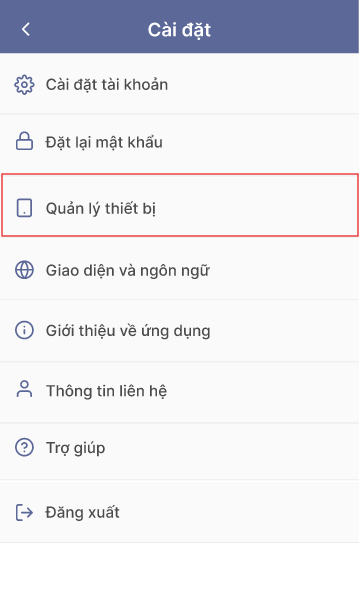 Cài đặt
Cài đặt tài khoản
Đặt lại mật khẩu
Quản lý thiết bị
Giao diện và ngôn ngữ
Giới thiệu về ứng dụng
Thông tin liên hệ
Trợ giúp
Đăng xuất